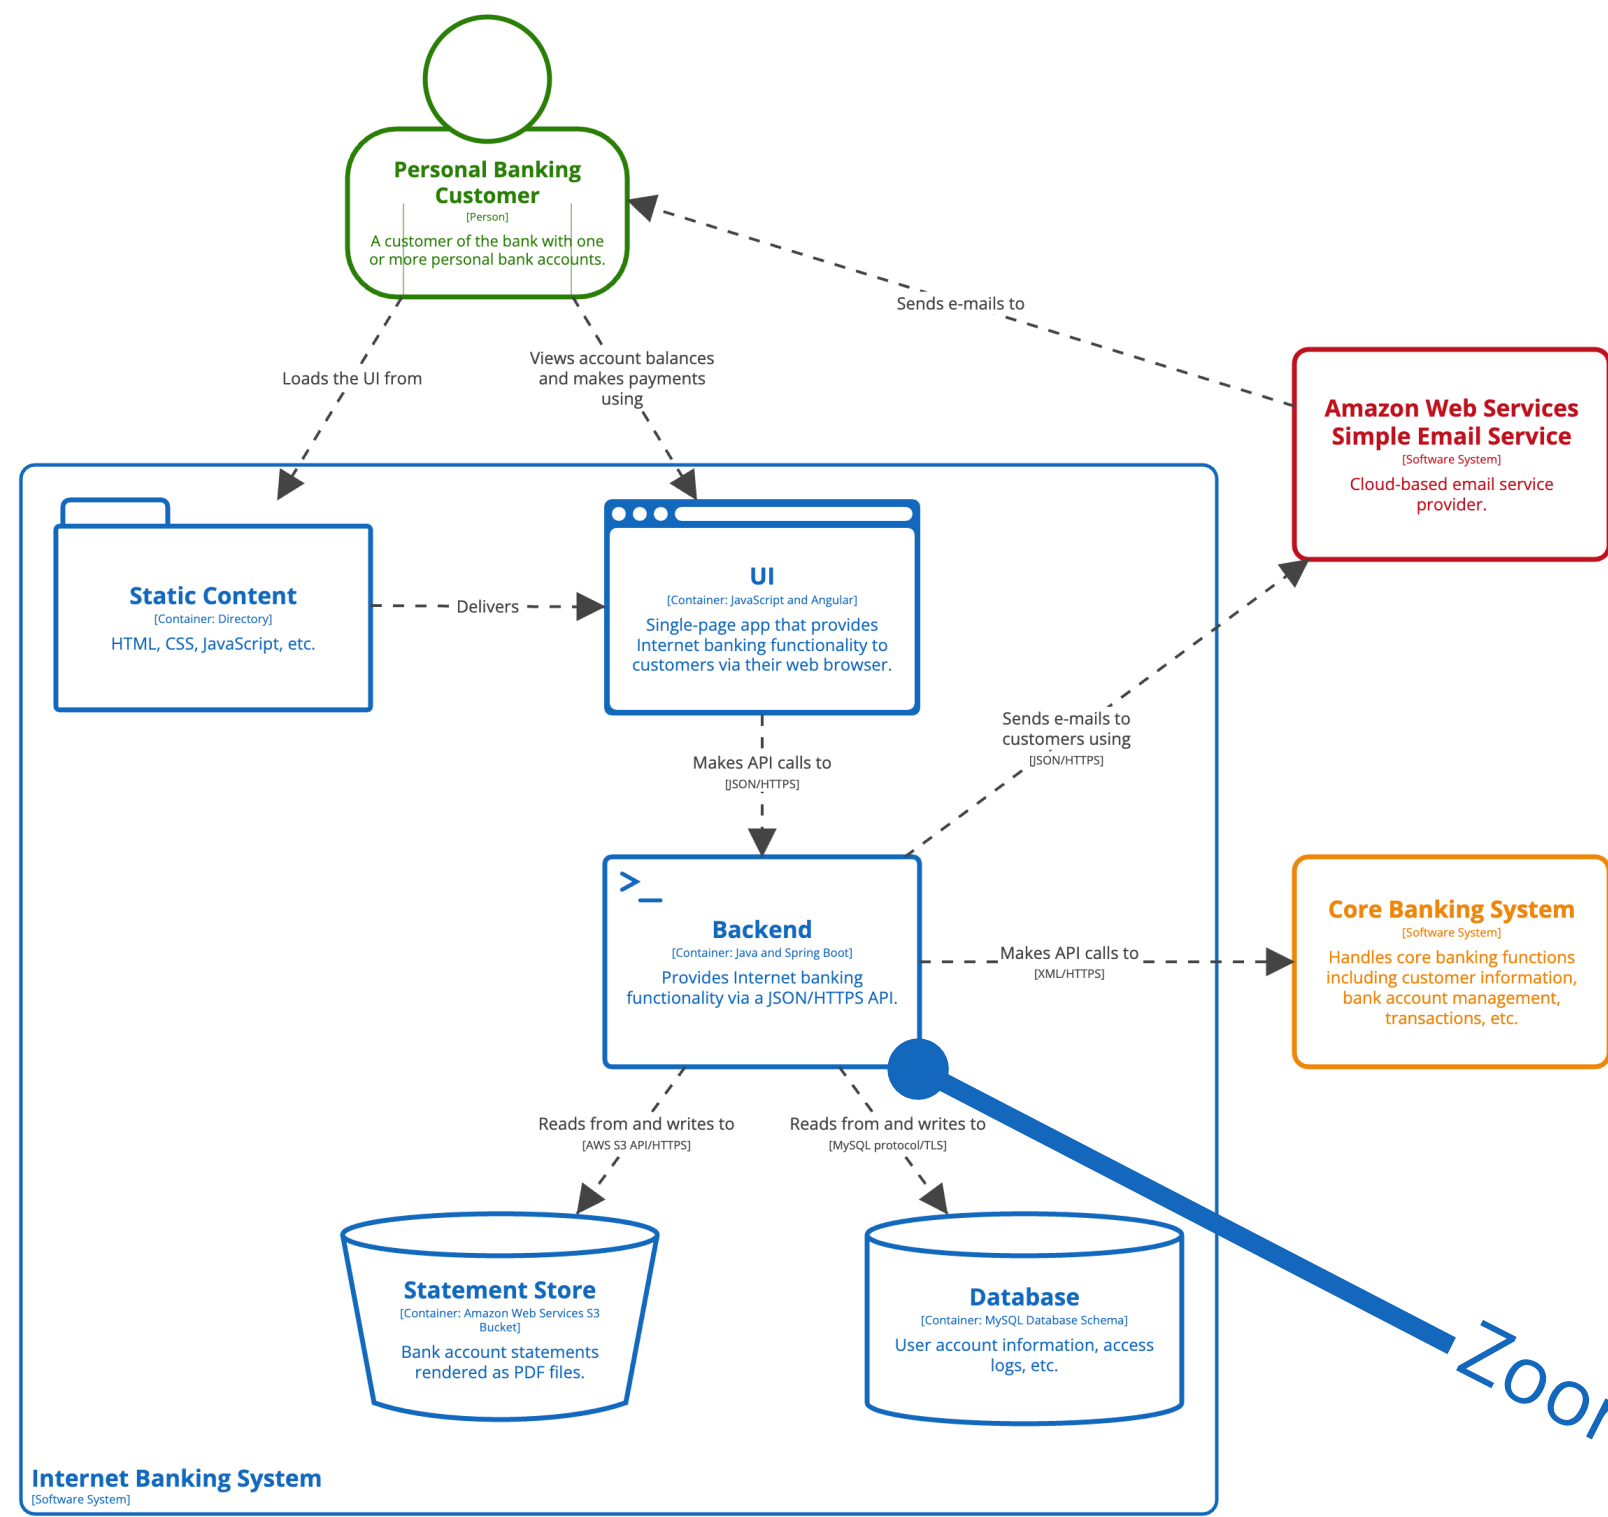 Personal Banking
Customer
[Person]
A customer of the bank with one
or more personal bank accounts.
Sends e-mails to
Loads the UI from
Views account balances
and makes payments
using
Amazon Web Services
Simple Email Service
[Software System]
Cloud-based email service
provider.
Static Content
[Container: Directory]
HTML, CSS, JavaScript, etc.
Delivers
UI
[Container: JavaScript and Angular]
Single-page app that provides
Internet banking functionality to
customers via their web browser.
Makes API calls to
[JSON/HTTPS]
Sends e-mails to
customers using
[JSON/HTTPS]
>_
Backend
[Container: Java and Spring Boot]
Provides Internet banking
functionality via a JSON/HTTPS API.
Makes API calls to
[XML/HTTPS]
Core Banking System
[Software System]
Handles core banking functions
including customer information,
bank account management,
transactions, etc.
Reads from and writes to
[AWS S3 API/HTTPS]
Reads from and writes to
[MySQL protocol/TLS]
Statement Store
[Container: Amazon Web Services S3
Bucket]
Bank account statements
rendered as PDF files.
Database
[Container: MySQL Database Schema]
User account information, access
logs, etc.
Internet Banking System
[Software System]